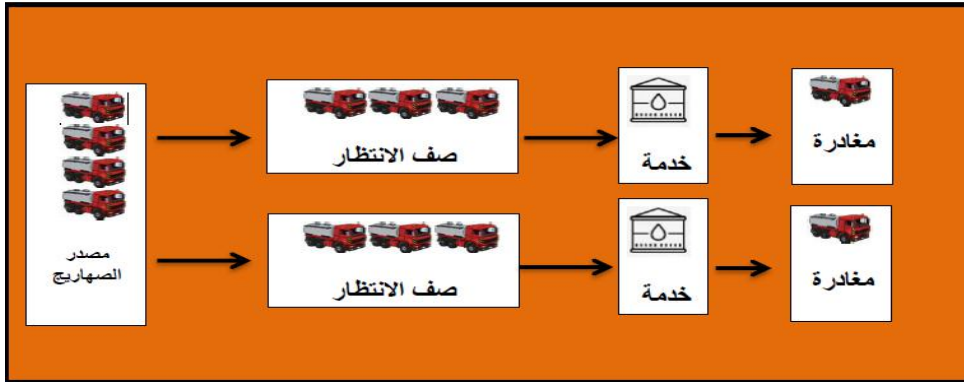 مصدر
الصهاريج
صف الانتظار
خدمة
مغادرة
صف الانتظار
خدمة
مغادرة